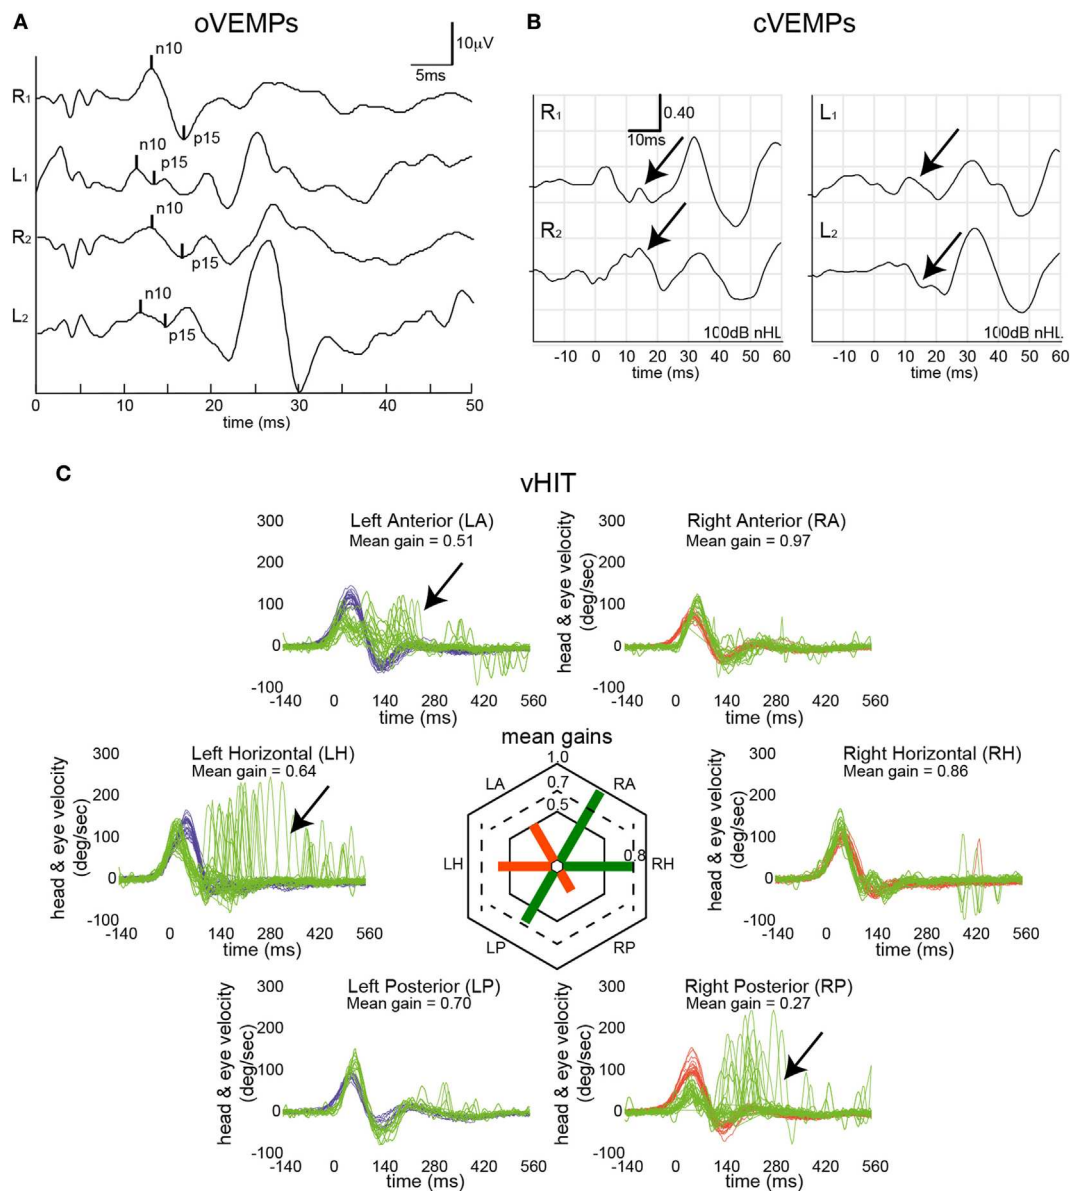 A
oVEMPs
10μV
5ms
R1
n10
p15
L1
n10
p15
R2
n10
p15
L2
n10
p15
0 10 20 30 40 50
time (ms)
B
cVEMPs
R1
0.40
10ms
R2
100dB nHL
-10 0 10 20 30 40 50 60
time (ms)
L1
L2
100dB nHL
-10 0 10 20 30 40 50 60
time (ms)
C
vHIT
Left Anterior (LA)
Mean gain = 0.51
300
200
100
0
-100
-140 0 140 280 420 560
time (ms)
Right Anterior (RA)
Mean gain = 0.97
head & eye velocity
(deg/sec)
300
200
100
0
-100
-140 0 140 280 420 560
time (ms)
Left Horizontal (LH)
Mean gain = 0.64
head & eye velocity
(deg/sec)
300
200
100
0
-100
-140 0 140 280 420 560
time (ms)
mean gains
1.0
0.7
0.5
0.8
LA
RA
LH
RH
LP
RP
Right Horizontal (RH)
Mean gain = 0.86
head & eye velocity
(deg/sec)
300
200
100
0
-100
-140 0 140 280 420 560
time (ms)
Left Posterior (LP)
Mean gain = 0.70
head & eye velocity
(deg/sec)
300
200
100
0
-100
-140 0 140 280 420 560
time (ms)
Right Posterior (RP)
Mean gain = 0.27
head & eye velocity
(deg/sec)
300
200
100
0
-100
-140 0 140 280 420 560
time (ms)